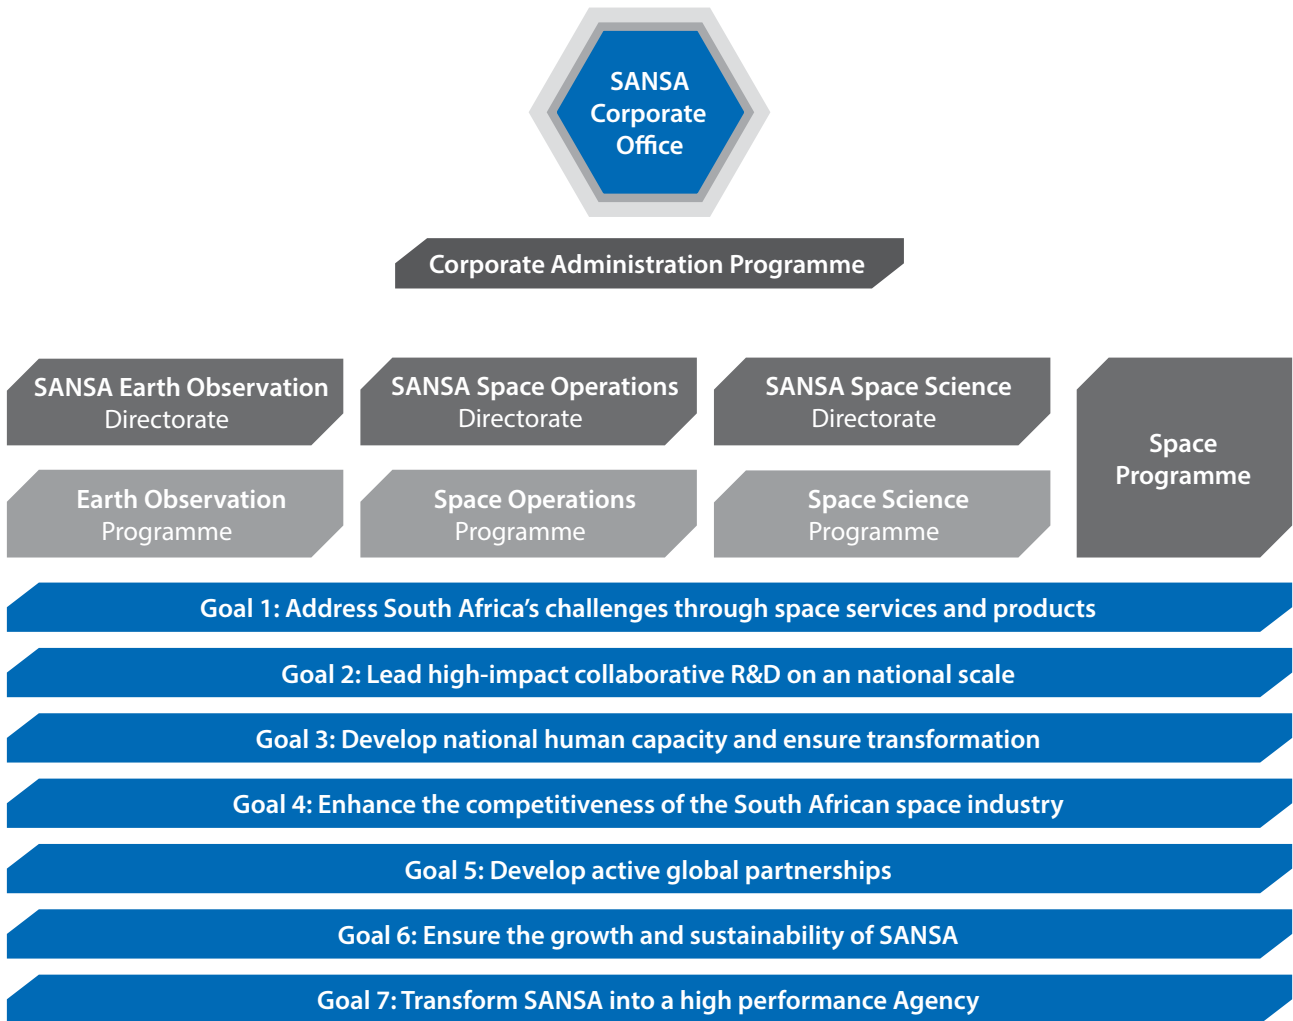 SANSA
Corporate
Office
Corporate Administration Programme
SANSA Earth Observation
Directorate
SANSA Space Operations
Directorate
SANSA Space Science
Directorate
Space
Programme
Earth Observation
Programme
Space Operations
Programme
Space Science
Programme
Goal 1: Address South Africa’s challenges through space services and products
Goal 2: Lead high-impact collaborative R&D on an national scale
Goal 3: Develop national human capacity and ensure transformation
Goal 4: Enhance the competitiveness of the South African space industry
Goal 5: Develop active global partnerships
Goal 6: Ensure the growth and sustainability of SANSA
Goal 7: Transform SANSA into a high performance Agency